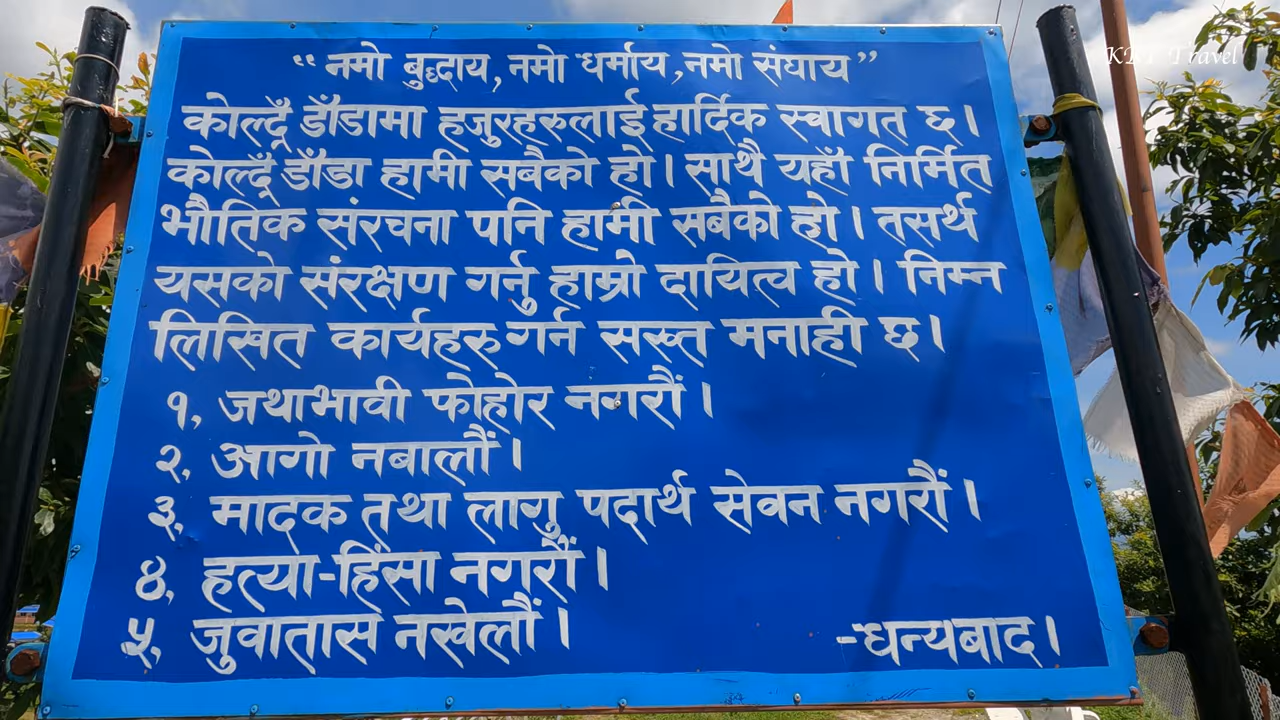 “नमो बुद्धाय, नमो धर्माय, नमो संघाय”
कोल्दूँ डाँडामा हजुरहरुलाई हार्दिक स्वागत छ।
कोल्दूँ डाँडा हामी सबैको हो। साथै यहाँ निर्मित
भौतिक संरचना पनि हामी सबैको हो। तसर्थ
यसको संरक्षण गर्नु हाम्रो दायित्व हो। निम्न
लिखित कार्यहरु गर्न सख्त मनाही छ।
१, जथाभावी फोहोर नगरौं।
२, आगो नबालौं।
३, मादक तथा लागु पदार्थ सेवन नगरौं।
४, हत्या-हिंसा नगरौं।
५, जुवातास नखेलौं।
-धन्यबाद।
Travel